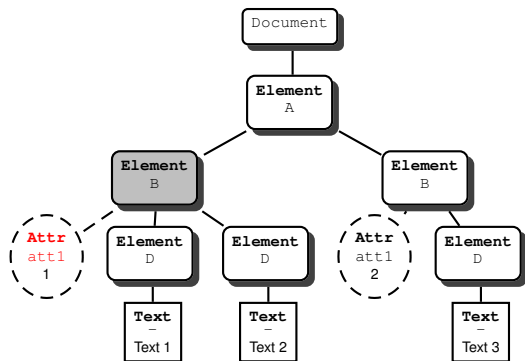 Document
Element
A
Element
B
Element
B
Attr
att1
1
Element
D
Element
D
Attr
att1
2
Element
D
Text
–
Text 1
Text
–
Text 2
Text
–
Text 3